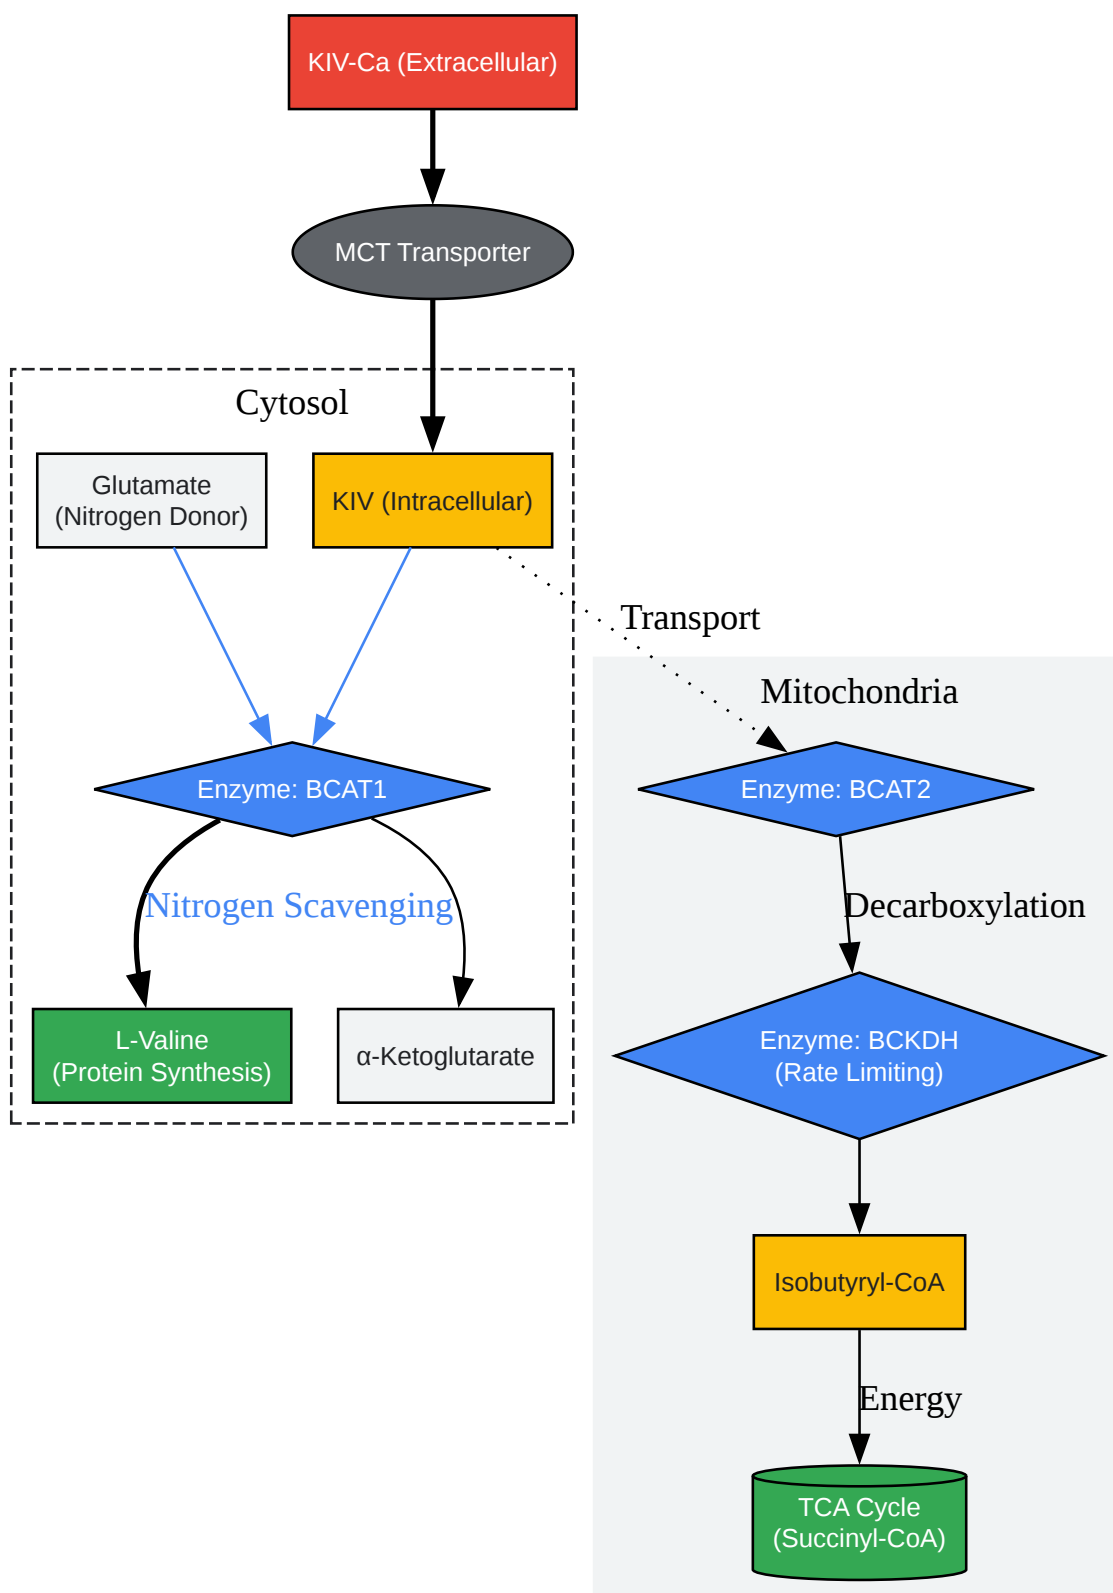 KIV-Ca (Extracellular)
MCT Transporter
Cytosol
Glutamate
(Nitrogen Donor)
KIV (Intracellular)
Transport
Mitochondria
Enzyme: BCAT1
Enzyme: BCAT2
Nitrogen Scavenging
Decarboxylation
L-Valine
(Protein Synthesis)
α-Ketoglutarate
Enzyme: BCKDH
(Rate Limiting)
Isobutyryl-CoA
Energy
TCA Cycle
(Succinyl-CoA)